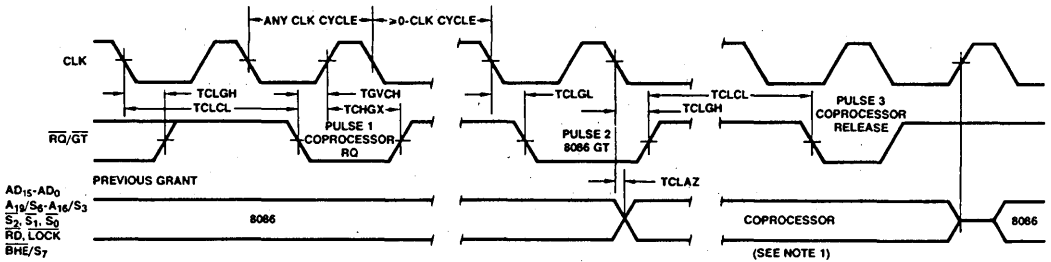 ANY CLK CYCLE
≥0-CLK CYCLE
CLK
TCLGH
TGVCH
TCLGL
TCLCL
PULSE 3
COPROCESSOR
RELEASE
TCLCL
TCHGX
TCLGH
RQ/GT
PULSE 1
COPROCESSOR
RQ
PULSE 2
8086 GT
PREVIOUS GRANT
TCLAZ
AD15-AD0
A19/S6-A16/S3
S2, S1, S0
RD, LOCK
BHE/S7
8086
COPROCESSOR
8086
(SEE NOTE 1)